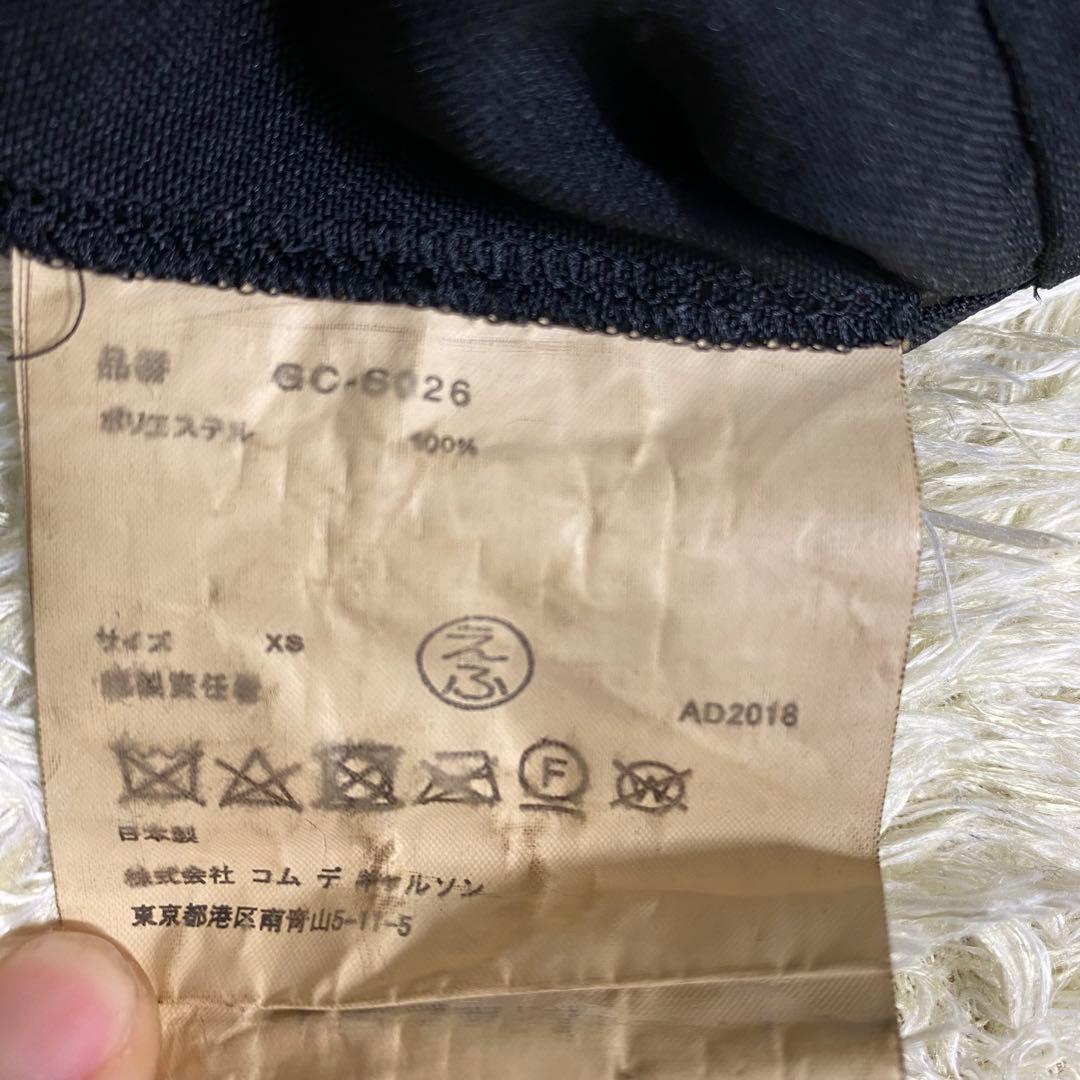 品番 GC-S026
ポリエステル 100%
サイズ XS
縫製責任者 えふ
AD2018
F W
日本製
株式会社 コム デ ギャルソン
東京都港区南青山5-11-5